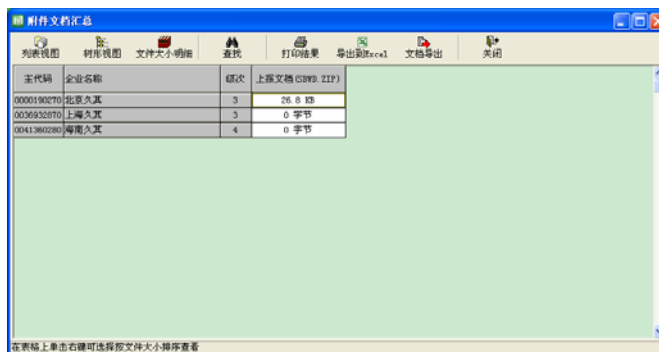 附件文档汇总
列表视图 树形视图 文件大小明细 查找 打印结果 导出到Excel 文档导出 关闭
主代码 企业名称 级次 上报文档(SBWD.ZIP)
0000190270 北京久其 3 26.8 KB
0036932870 上海久其 3 0 字节
0041360280 海南久其 4 0 字节
在表格上单击右键可选择按文件大小排序查看